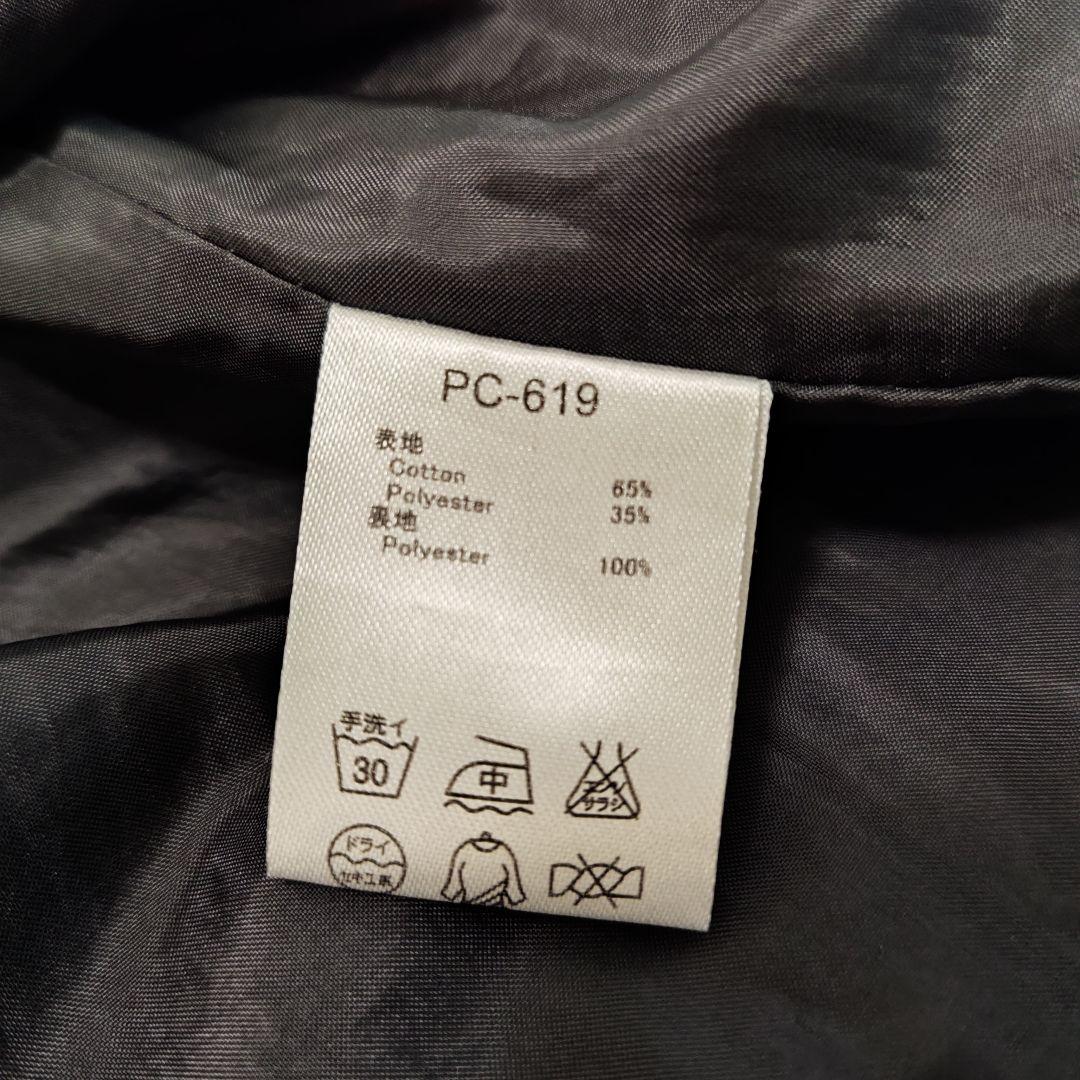 PC-619
表地
Cotton 65%
Polyester 35%
裏地
Polyester 100%
手洗イ
30
中
エンソ
サラシ
ドライ
セキユ系